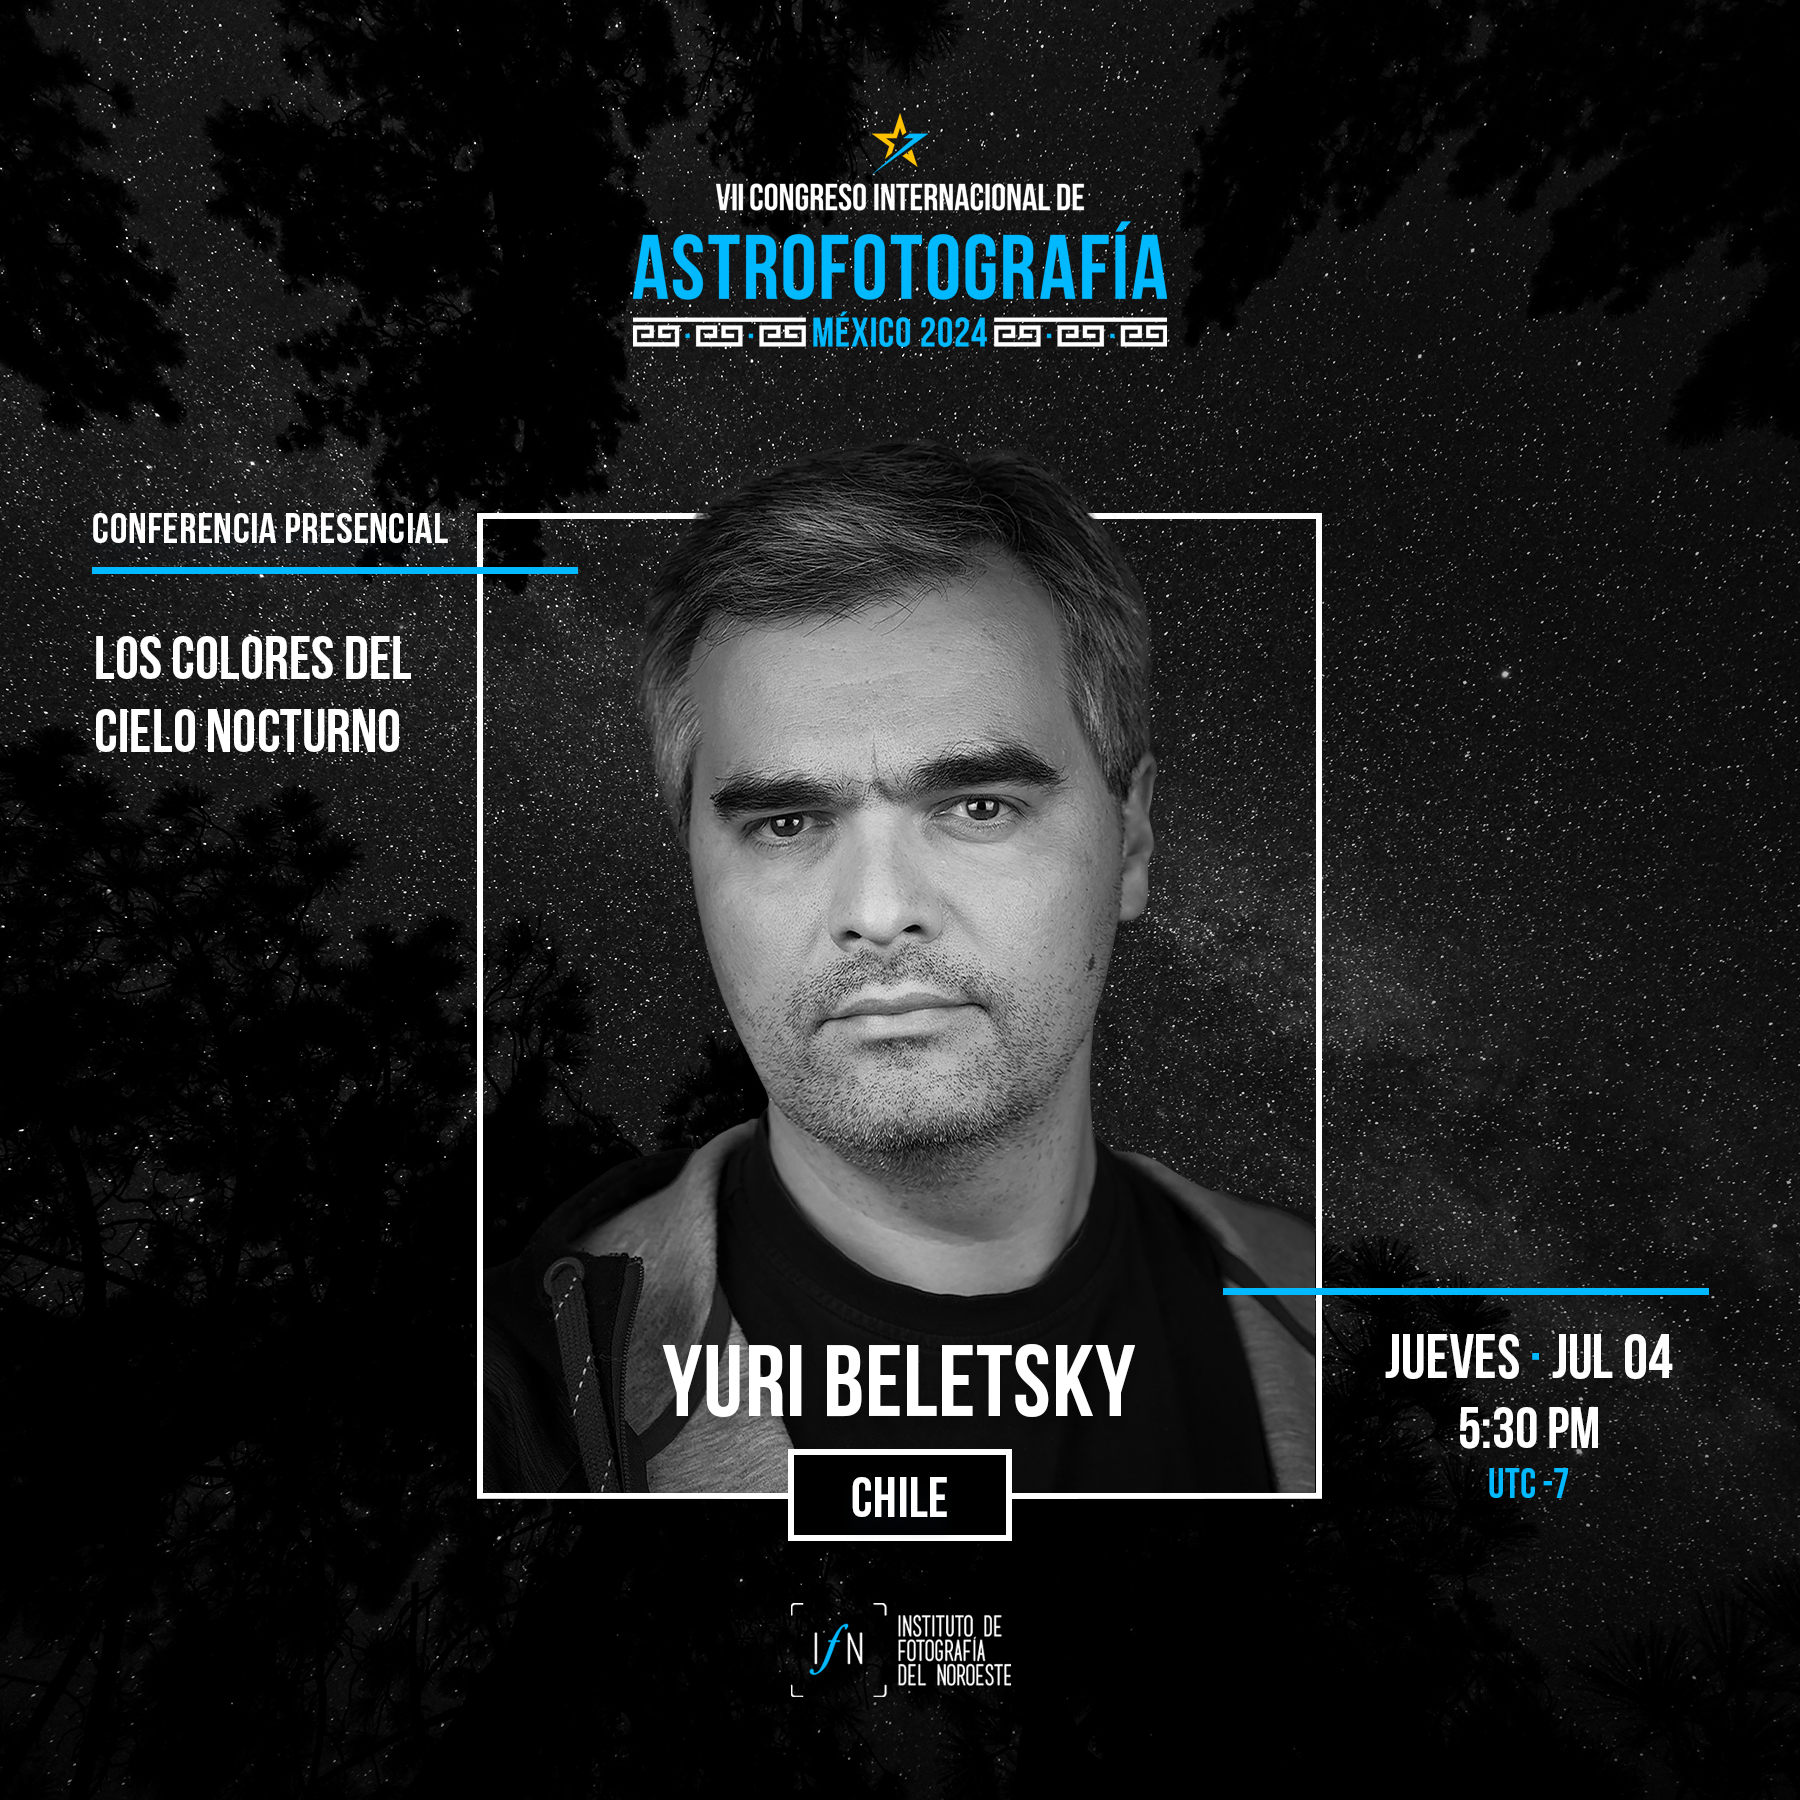 VII CONGRESO INTERNACIONAL DE
ASTROFOTOGRAFÍA
MÉXICO 2024
CONFERENCIA PRESENCIAL
LOS COLORES DEL
CIELO NOCTURNO
YURI BELETSKY
CHILE
JUEVES · JUL 04
5:30 PM
UTC -7
IfN
INSTITUTO DE
FOTOGRAFÍA
DEL NOROESTE